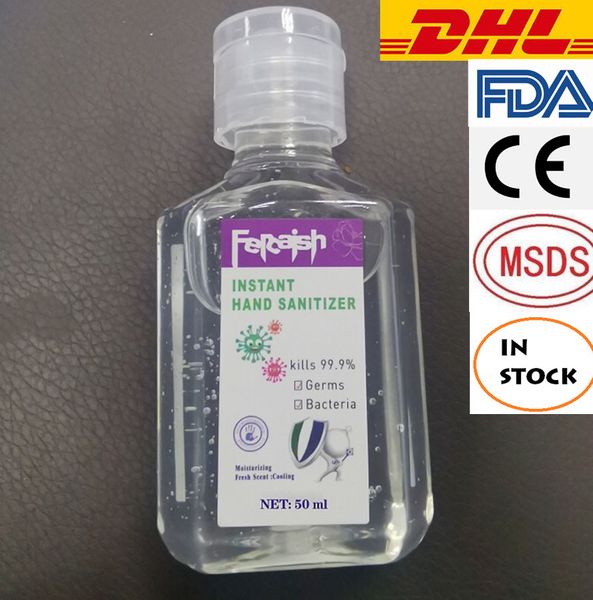 DHL
FDA
CE
MSDS
IN
STOCK
Fercaish
INSTANT
HAND SANITIZER
kills 99.9%
Germs
Bacteria
Moisturizing
Fresh Scent :Cooling
NET: 50 ml